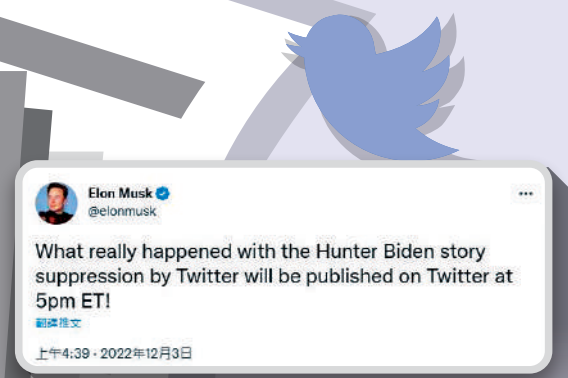 Elon Musk
@elonmusk
What really happened with the Hunter Biden story
suppression by Twitter will be published on Twitter at
5pm ET!
翻譯推文
上午4:39 · 2022年12月3日